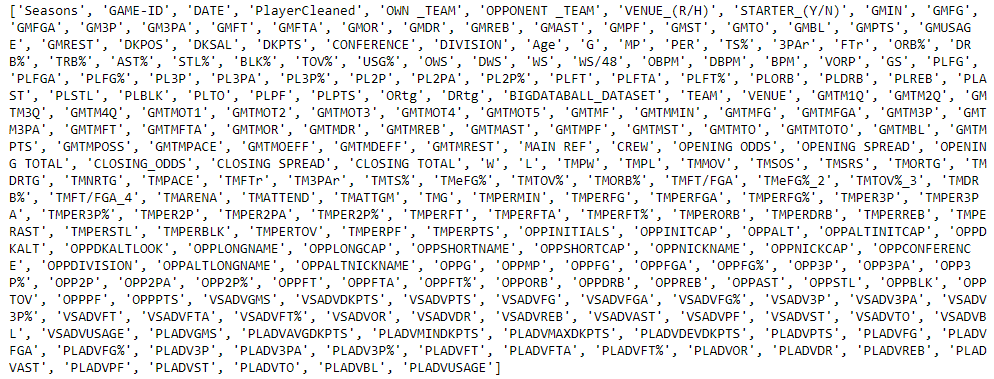 ['Seasons', 'GAME-ID', 'DATE', 'PlayerCleaned', 'OWN _TEAM', 'OPPONENT _TEAM', 'VENUE_(R/H)', 'STARTER_(Y/N)', 'GMIN', 'GMFG',
'GMFGA', 'GM3P', 'GM3PA', 'GMFT', 'GMFTA', 'GMOR', 'GMDR', 'GMREB', 'GMAST', 'GMPF', 'GMST', 'GMTO', 'GMBL', 'GMPTS', 'GMUSAG
E', 'GMREST', 'DKPOS', 'DKSAL', 'DKPTS', 'CONFERENCE', 'DIVISION', 'Age', 'G', 'MP', 'PER', 'TS%', '3PAr', 'FTr', 'ORB%', 'DR
B%', 'TRB%', 'AST%', 'STL%', 'BLK%', 'TOV%', 'USG%', 'OWS', 'DWS', 'WS', 'WS/48', 'OBPM', 'DBPM', 'BPM', 'VORP', 'GS', 'PLFG',
'PLFGA', 'PLFG%', 'PL3P', 'PL3PA', 'PL3P%', 'PL2P', 'PL2PA', 'PL2P%', 'PLFT', 'PLFTA', 'PLFT%', 'PLORB', 'PLDRB', 'PLREB', 'PLA
ST', 'PLSTL', 'PLBLK', 'PLTO', 'PLPF', 'PLPTS', 'ORtg', 'DRtg', 'BIGDATABALL_DATASET', 'TEAM', 'VENUE', 'GMTM1Q', 'GMTM2Q', 'GM
TM3Q', 'GMTM4Q', 'GMTMOT1', 'GMTMOT2', 'GMTMOT3', 'GMTMOT4', 'GMTMOT5', 'GMTMF', 'GMTMMIN', 'GMTMFG', 'GMTMFGA', 'GMTM3P', 'GMT
M3PA', 'GMTMFT', 'GMTMFTA', 'GMTMOR', 'GMTMDR', 'GMTMREB', 'GMTMAST', 'GMTMPF', 'GMTMST', 'GMTMTO', 'GMTMTOTO', 'GMTMBL', 'GMTM
PTS', 'GMTMPOSS', 'GMTMPACE', 'GMTMOEFF', 'GMTMDEFF', 'GMTMREST', 'MAIN REF', 'CREW', 'OPENING ODDS', 'OPENING SPREAD', 'OPENIN
G TOTAL', 'CLOSING_ODDS', 'CLOSING SPREAD', 'CLOSING TOTAL', 'W', 'L', 'TMPW', 'TMPL', 'TMMOV', 'TMSOS', 'TMSRS', 'TMORTG', 'TM
DRTG', 'TMNRTG', 'TMPACE', 'TMFTr', 'TM3PAr', 'TMTS%', 'TMeFG%', 'TMTOV%', 'TMORB%', 'TMFT/FGA', 'TMeFG%_2', 'TMTOV%_3', 'TMDR
B%', 'TMFT/FGA_4', 'TMARENA', 'TMATTEND', 'TMATTGM', 'TMG', 'TMPERMIN', 'TMPERFG', 'TMPERFGA', 'TMPERFG%', 'TMPER3P', 'TMPER3P
A', 'TMPER3P%', 'TMPER2P', 'TMPER2PA', 'TMPER2P%', 'TMPERFT', 'TMPERFTA', 'TMPERFT%', 'TMPERORB', 'TMPERDRB', 'TMPERREB', 'TMPE
RAST', 'TMPERSTL', 'TMPERBLK', 'TMPERTOV', 'TMPERPF', 'TMPERPTS', 'OPPINITIALS', 'OPPINITCAP', 'OPPALT', 'OPPALTINITCAP', 'OPPD
KALT', 'OPPDKALTLOOK', 'OPPLONGNAME', 'OPPLONGCAP', 'OPPSHORTNAME', 'OPPSHORTCAP', 'OPPNICKNAME', 'OPPNICKCAP', 'OPPCONFERENC
E', 'OPPDIVISION', 'OPPALTLONGNAME', 'OPPALTNICKNAME', 'OPPG', 'OPPMP', 'OPPFG', 'OPPFGA', 'OPPFG%', 'OPP3P', 'OPP3PA', 'OPP3
P%', 'OPP2P', 'OPP2PA', 'OPP2P%', 'OPPFT', 'OPPFTA', 'OPPFT%', 'OPPORB', 'OPPDRB', 'OPPREB', 'OPPAST', 'OPPSTL', 'OPPBLK', 'OPP
TOV', 'OPPPF', 'OPPPTS', 'VSADVGMS', 'VSADVDKPTS', 'VSADVPTS', 'VSADVFG', 'VSADVFGA', 'VSADVFG%', 'VSADV3P', 'VSADV3PA', 'VSADV
3P%', 'VSADVFT', 'VSADVFTA', 'VSADVFT%', 'VSADVOR', 'VSADVDR', 'VSADVREB', 'VSADVAST', 'VSADVPF', 'VSADVST', 'VSADVTO', 'VSADVB
L', 'VSADVUSAGE', 'PLADVGMS', 'PLADVAVGDKPTS', 'PLADVMINDKPTS', 'PLADVMAXDKPTS', 'PLADVDEVDKPTS', 'PLADVPTS', 'PLADVFG', 'PLADV
FGA', 'PLADVFG%', 'PLADV3P', 'PLADV3PA', 'PLADV3P%', 'PLADVFT', 'PLADVFTA', 'PLADVFT%', 'PLADVOR', 'PLADVDR', 'PLADVREB', 'PLAD
VAST', 'PLADVPF', 'PLADVST', 'PLADVTO', 'PLADVBL', 'PLADVUSAGE']